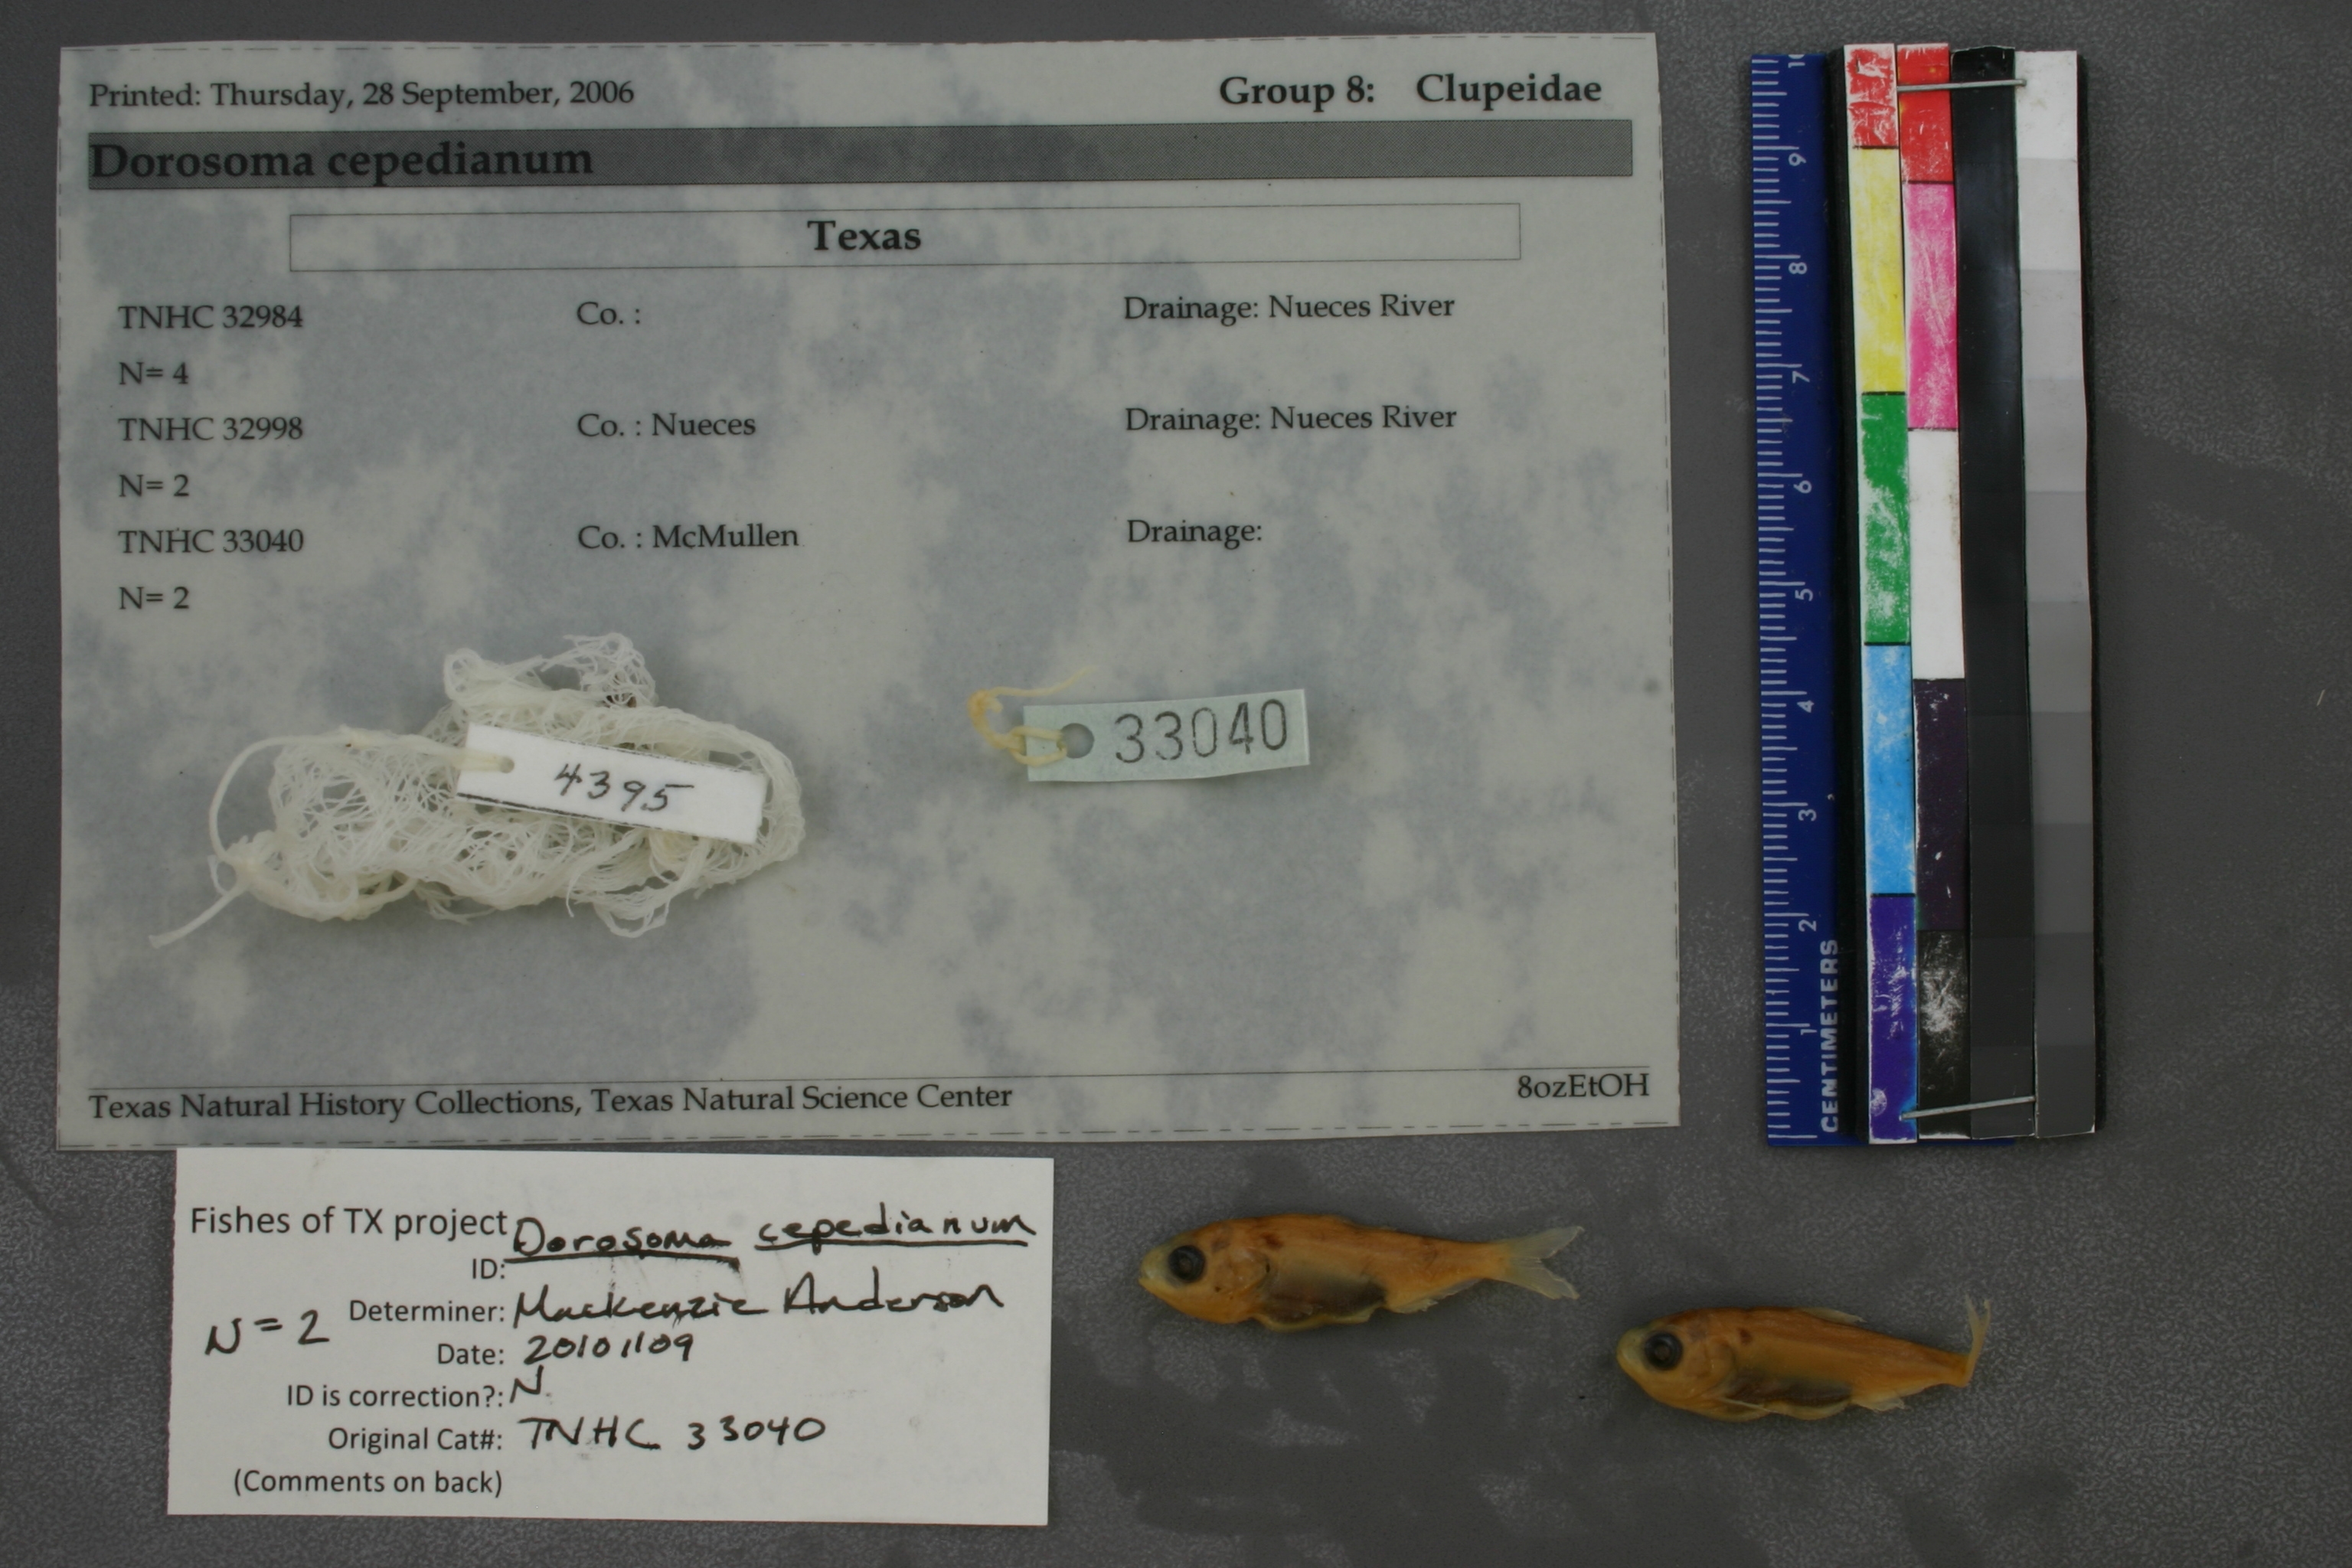 Printed: Thursday, 28 September, 2006 Group 8: Clupeidae
Dorosoma cepedianum
Texas
TNHC 32984 Co. : Drainage: Nueces River
N= 4
TNHC 32998 Co. : Nueces Drainage: Nueces River
N= 2
TNHC 33040 Co. : McMullen Drainage:
N= 2
4395
33040
Texas Natural History Collections, Texas Natural Science Center 8ozEtOH
Fishes of TX project
ID: Dorosoma cepedianum
N=2
Determiner: Mackenzie Anderson
Date: 20101109
ID is correction?: N
Original Cat#: TNHC 33040
(Comments on back)
10
9
8
7
6
5
4
3
2
1
CENTIMETERS